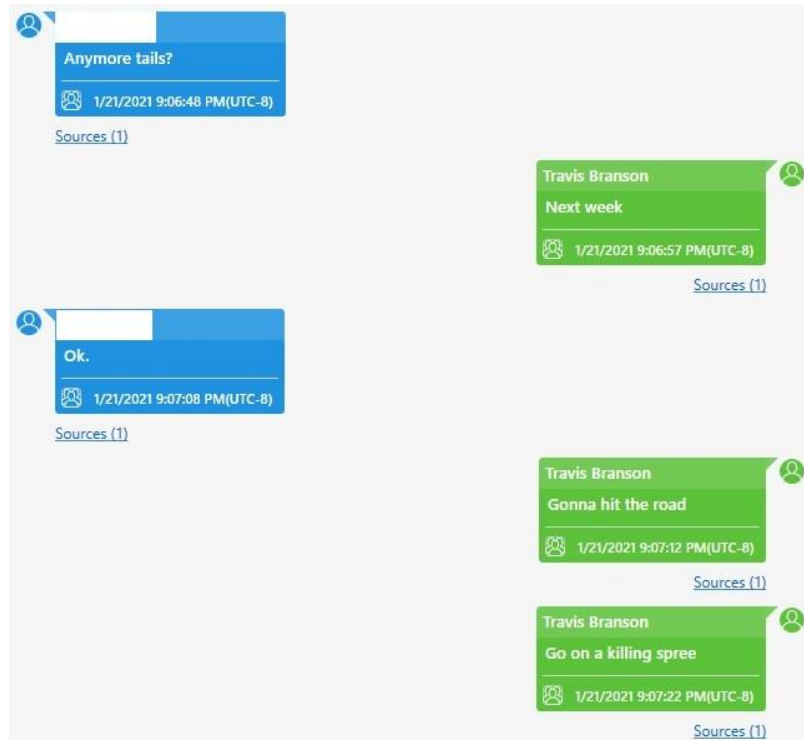 Anymore tails?
1/21/2021 9:06:48 PM(UTC-8)
Sources (1)
Travis Branson
Next week
1/21/2021 9:06:57 PM(UTC-8)
Sources (1)
Ok.
1/21/2021 9:07:08 PM(UTC-8)
Sources (1)
Travis Branson
Gonna hit the road
1/21/2021 9:07:12 PM(UTC-8)
Sources (1)
Travis Branson
Go on a killing spree
1/21/2021 9:07:22 PM(UTC-8)
Sources (1)